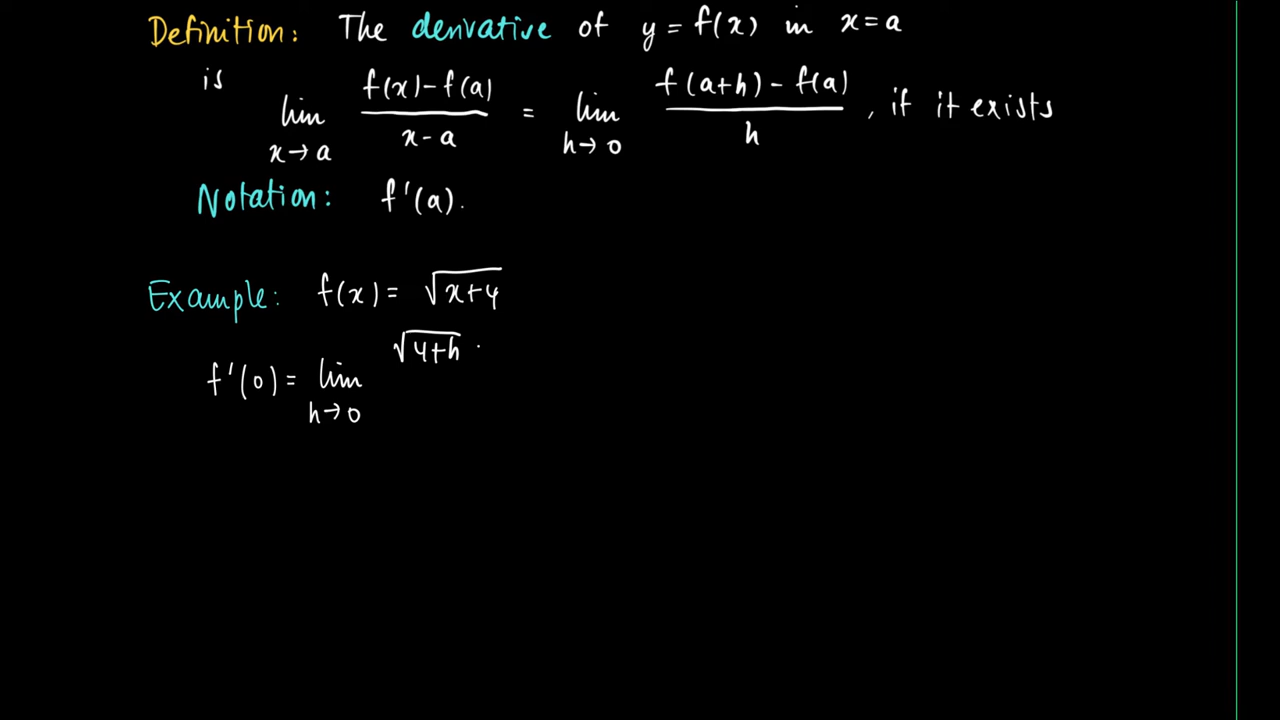 Definition: The derivative of y = f(x) in x = a
is lim x→a (f(x) - f(a))/(x - a) = lim h→0 (f(a+h) - f(a))/h , if it exists
Notation: f'(a).
Example: f(x) = √(x+4)
f'(0) = lim h→0 √(4+h)